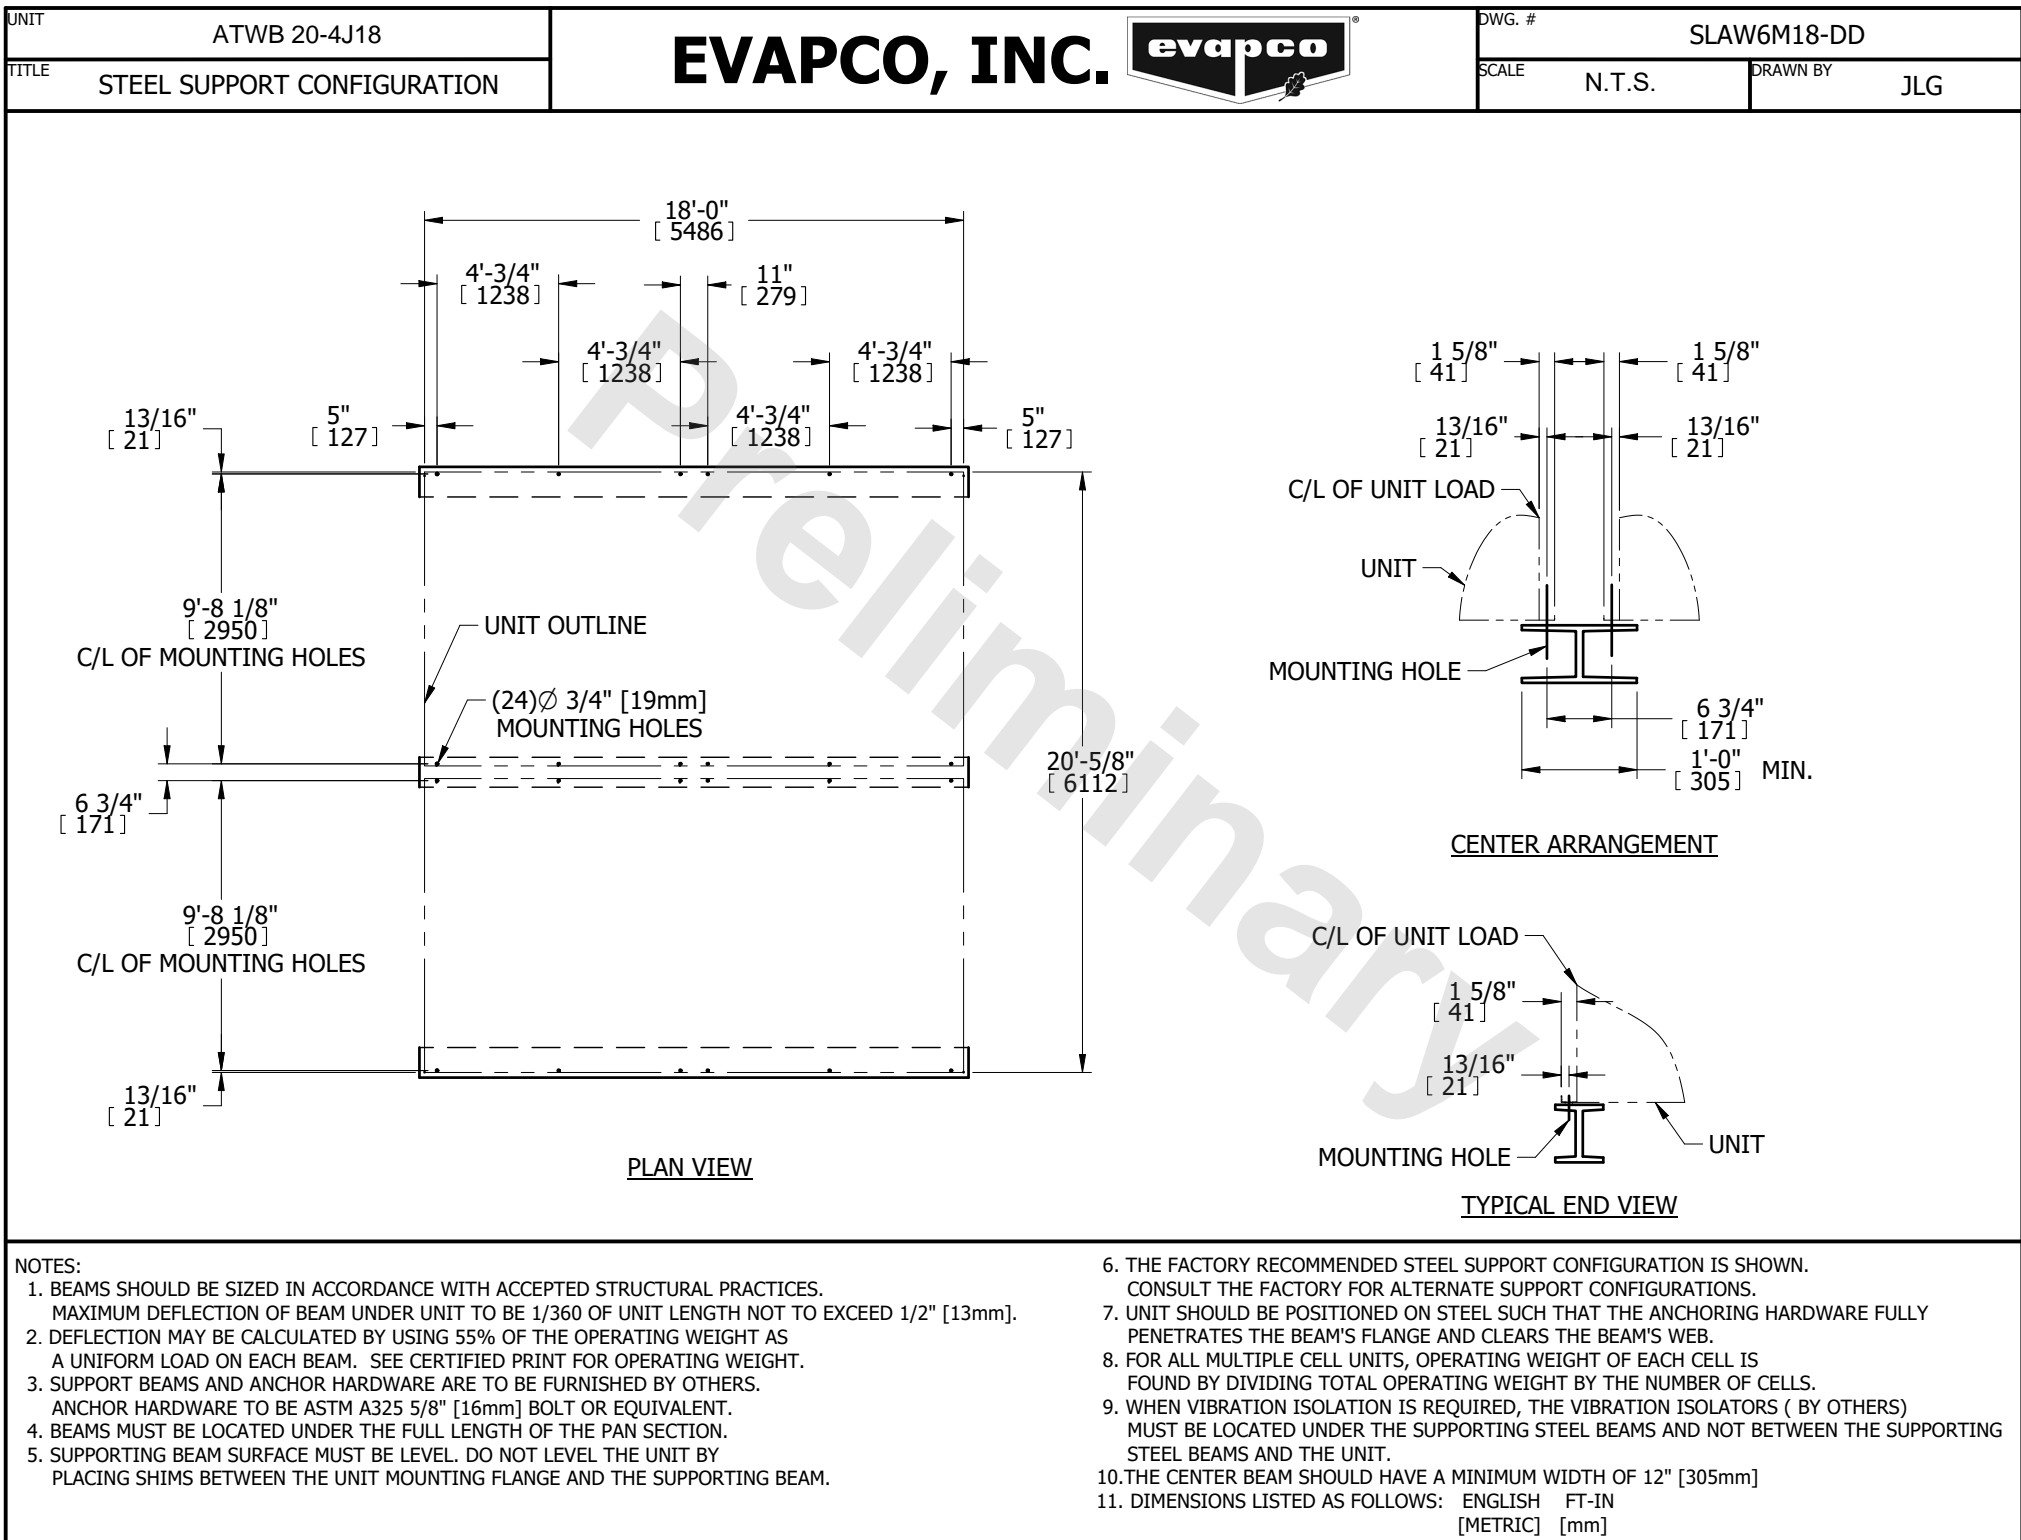 UNIT
ATWB 20-4J18
TITLE
STEEL SUPPORT CONFIGURATION
EVAPCO, INC.
evapco
®
DWG. #
SLAW6M18-DD
SCALE
N.T.S.
DRAWN BY
JLG
18'-0"
[ 5486 ]
4'-3/4"
[ 1238 ]
11"
[ 279 ]
4'-3/4"
[ 1238 ]
4'-3/4"
[ 1238 ]
13/16"
[ 21 ]
5"
[ 127 ]
4'-3/4"
[ 1238 ]
5"
[ 127 ]
9'-8 1/8"
[ 2950 ]
C/L OF MOUNTING HOLES
UNIT OUTLINE
(24)∅ 3/4" [19mm]
MOUNTING HOLES
20'-5/8"
[ 6112 ]
6 3/4"
[ 171 ]
9'-8 1/8"
[ 2950 ]
C/L OF MOUNTING HOLES
13/16"
[ 21 ]
PLAN VIEW
Preliminary
1 5/8"
[ 41 ]
1 5/8"
[ 41 ]
13/16"
[ 21 ]
13/16"
[ 21 ]
C/L OF UNIT LOAD
UNIT
MOUNTING HOLE
6 3/4"
[ 171 ]
1'-0"
[ 305 ] MIN.
CENTER ARRANGEMENT
C/L OF UNIT LOAD
1 5/8"
[ 41 ]
13/16"
[ 21 ]
MOUNTING HOLE
UNIT
TYPICAL END VIEW
NOTES:
1. BEAMS SHOULD BE SIZED IN ACCORDANCE WITH ACCEPTED STRUCTURAL PRACTICES.
MAXIMUM DEFLECTION OF BEAM UNDER UNIT TO BE 1/360 OF UNIT LENGTH NOT TO EXCEED 1/2" [13mm].
2. DEFLECTION MAY BE CALCULATED BY USING 55% OF THE OPERATING WEIGHT AS
A UNIFORM LOAD ON EACH BEAM. SEE CERTIFIED PRINT FOR OPERATING WEIGHT.
3. SUPPORT BEAMS AND ANCHOR HARDWARE ARE TO BE FURNISHED BY OTHERS.
ANCHOR HARDWARE TO BE ASTM A325 5/8" [16mm] BOLT OR EQUIVALENT.
4. BEAMS MUST BE LOCATED UNDER THE FULL LENGTH OF THE PAN SECTION.
5. SUPPORTING BEAM SURFACE MUST BE LEVEL. DO NOT LEVEL THE UNIT BY
PLACING SHIMS BETWEEN THE UNIT MOUNTING FLANGE AND THE SUPPORTING BEAM.
6. THE FACTORY RECOMMENDED STEEL SUPPORT CONFIGURATION IS SHOWN.
CONSULT THE FACTORY FOR ALTERNATE SUPPORT CONFIGURATIONS.
7. UNIT SHOULD BE POSITIONED ON STEEL SUCH THAT THE ANCHORING HARDWARE FULLY
PENETRATES THE BEAM'S FLANGE AND CLEARS THE BEAM'S WEB.
8. FOR ALL MULTIPLE CELL UNITS, OPERATING WEIGHT OF EACH CELL IS
FOUND BY DIVIDING TOTAL OPERATING WEIGHT BY THE NUMBER OF CELLS.
9. WHEN VIBRATION ISOLATION IS REQUIRED, THE VIBRATION ISOLATORS ( BY OTHERS)
MUST BE LOCATED UNDER THE SUPPORTING STEEL BEAMS AND NOT BETWEEN THE SUPPORTING
STEEL BEAMS AND THE UNIT.
10.THE CENTER BEAM SHOULD HAVE A MINIMUM WIDTH OF 12" [305mm]
11. DIMENSIONS LISTED AS FOLLOWS: ENGLISH FT-IN
[METRIC] [mm]